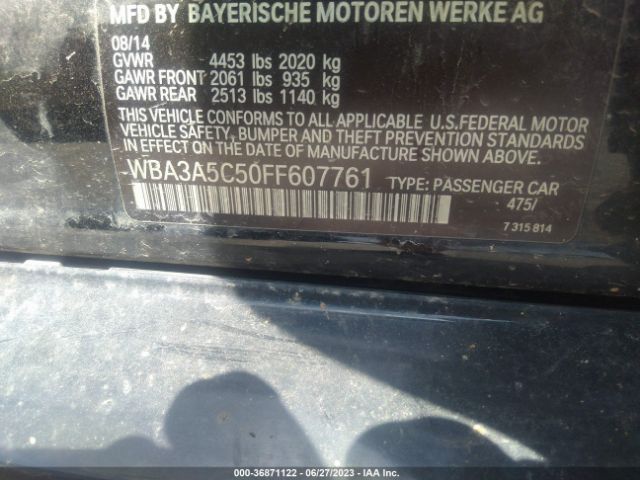 MFD BY BAYERISCHE MOTOREN WERKE AG
08/14
GVWR 4453 lbs 2020 kg
GAWR FRONT 2061 lbs 935 kg
GAWR REAR 2513 lbs 1140 kg
THIS VEHICLE CONFORMS TO ALL APPLICABLE U.S.FEDERAL MOTOR
VEHICLE SAFETY, BUMPER AND THEFT PREVENTION STANDARDS
IN EFFECT ON THE DATE OF MANUFACTURE SHOWN ABOVE.
WBA3A5C50FF607761 TYPE: PASSENGER CAR
475/
7 315 814
000-36871122 | 06/27/2023 | IAA Inc.